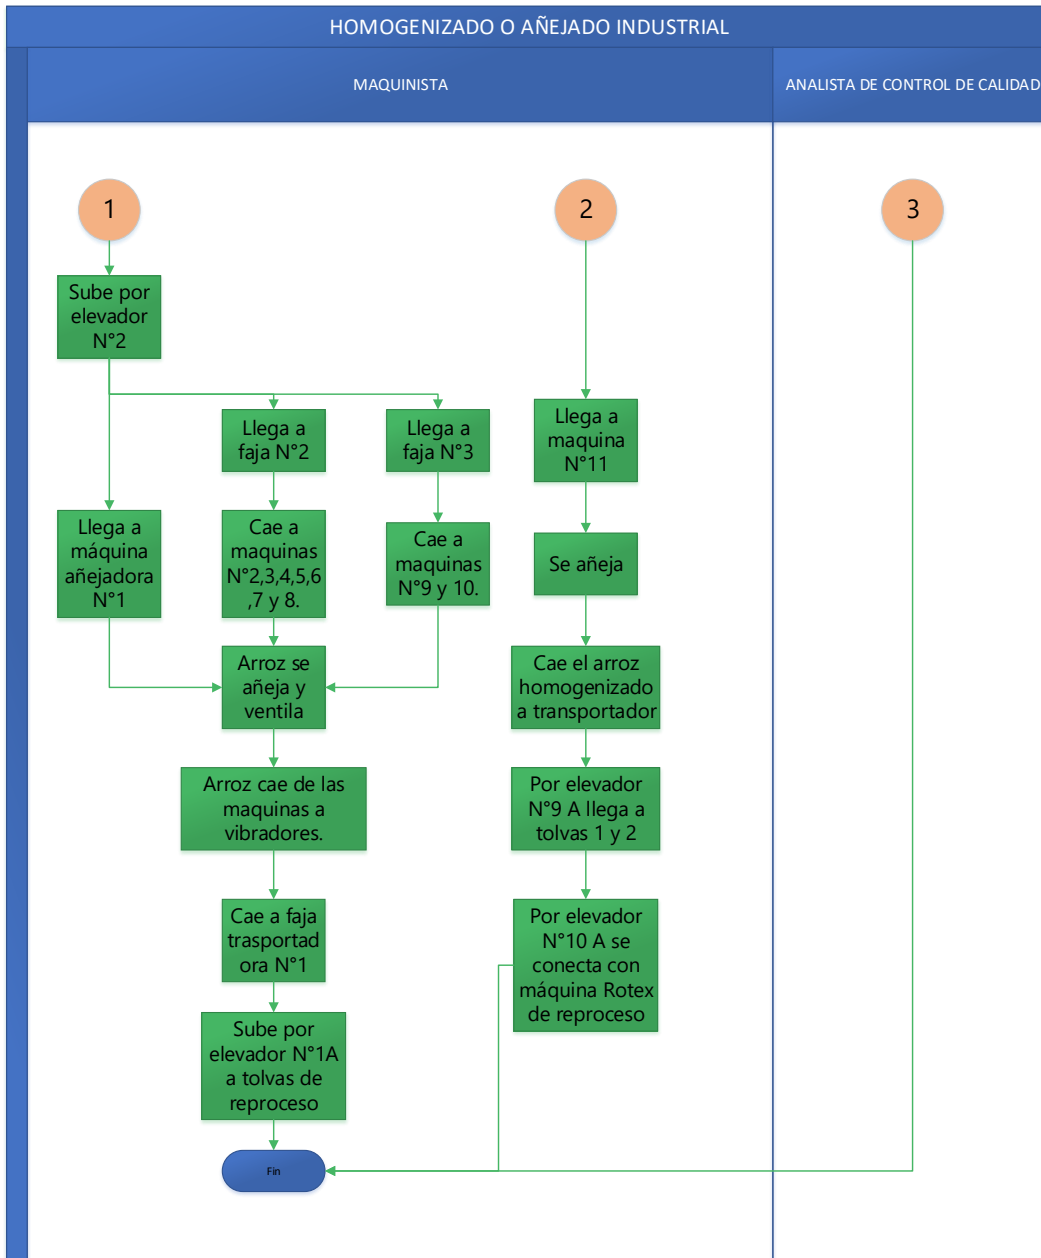 HOMOGENIZADO O AÑEJADO INDUSTRIAL
MAQUINISTA
ANALISTA DE CONTROL DE CALIDAD
1
2
3
Sube por
elevador
N°2
Llega a
faja N°2
Llega a
faja N°3
Llega a
maquina
N°11
Llega a
máquina
añejadora
N°1
Cae a
maquinas
N°2,3,4,5,6
,7 y 8.
Cae a
maquinas
N°9 y 10.
Se añeja
Arroz se
añeja y
ventila
Cae el arroz
homogenizado
a transportador
Arroz cae de las
maquinas a
vibradores.
Por elevador
N°9 A llega a
tolvas 1 y 2
Cae a faja
trasportad
ora N°1
Por elevador
N°10 A se
conecta con
máquina Rotex
de reproceso
Sube por
elevador N°1A
a tolvas de
reproceso
Fin